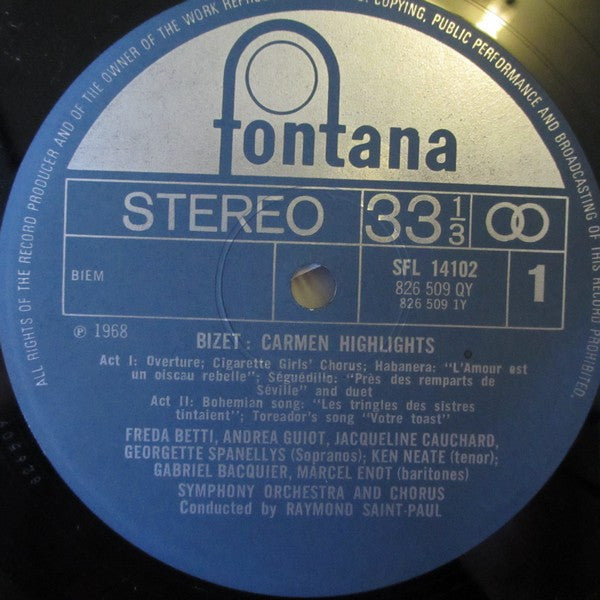 ALL RIGHTS OF THE RECORD PRODUCER AND OF THE OWNER OF THE WORK COPYING, PUBLIC PERFORMANCE AND BROADCASTING OF THIS RECORD PROHIBITED.
fontana
STEREO 33 1/3
BIEM
SFL 14102
826 509 QY
826 509 1Y
1
℗ 1968
BIZET: CARMEN HIGHLIGHTS
Act I: Overture; Cigarette Girls' Chorus; Habanera: "L'Amour est
un oiscau rebelle"; Séguédille: "Près des remparts de
Séville" and duet
Act II: Bohemian song: "Les tringles des sistres
tintaient"; Toreador's song "Votre toast"
FREDA BETTI, ANDREA GUIOT, JACQUELINE CAUCHARD,
GEORGETTE SPANELLYS (Sopranos); KEN NEATE (tenor);
GABRIEL BACQUIER, MARCEL ENOT (baritones)
SYMPHONY ORCHESTRA AND CHORUS
Conducted by RAYMOND SAINT-PAUL